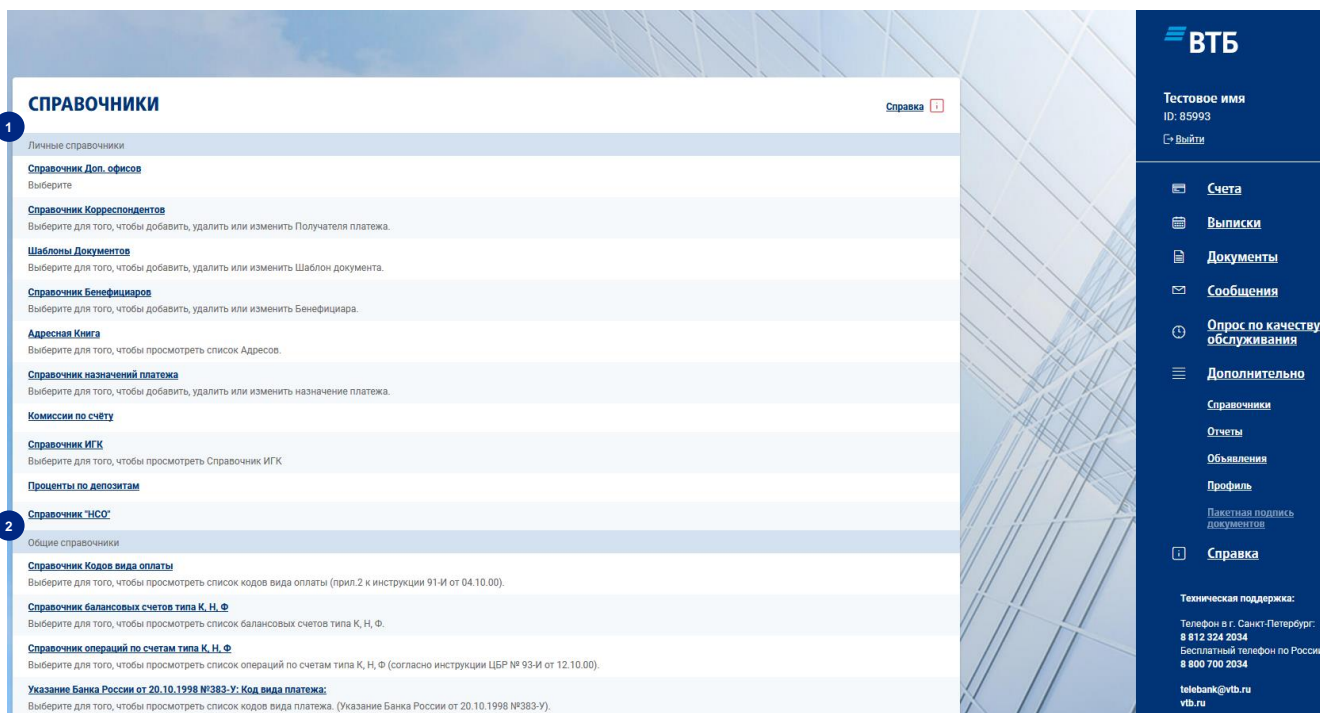 СПРАВОЧНИКИ
Справка
1
Личные справочники
Справочник Доп. офисов
Выберите
Справочник Корреспондентов
Выберите для того, чтобы добавить, удалить или изменить Получателя платежа.
Шаблоны Документов
Выберите для того, чтобы добавить, удалить или изменить Шаблон документа.
Справочник Бенефициаров
Выберите для того, чтобы добавить, удалить или изменить Бенефициара.
Адресная Книга
Выберите для того, чтобы просмотреть список Адресов.
Справочник назначений платежа
Выберите для того, чтобы добавить, удалить или изменить назначение платежа.
Комиссии по счёту
Справочник ИГК
Выберите для того, чтобы просмотреть Справочник ИГК
Проценты по депозитам
Справочник "НСО"
2
Общие справочники
Справочник Кодов вида оплаты
Выберите для того, чтобы просмотреть список кодов вида оплаты (прил.2 к инструкции 91-И от 04.10.00).
Справочник балансовых счетов типа К, Н, Ф
Выберите для того, чтобы просмотреть список балансовых счетов типа К, Н, Ф.
Справочник операций по счетам типа К, Н, Ф
Выберите для того, чтобы просмотреть список операций по счетам типа К, Н, Ф (согласно инструкции ЦБР № 93-И от 12.10.00).
Указание Банка России от 20.10.1998 №383-У: Код вида платежа:
Выберите для того, чтобы просмотреть список кодов вида платежа. (Указание Банка России от 20.10.1998 №383-У).
ВТБ
Тестовое имя
ID: 85993
Выйти
Счета
Выписки
Документы
Сообщения
Опрос по качеству
обслуживания
Дополнительно
Справочники
Отчеты
Объявления
Профиль
Пакетная подпись
документов
Справка
Техническая поддержка:
Телефон в г. Санкт-Петербург:
8 812 324 2034
Бесплатный телефон по России
8 800 700 2034
telebank@vtb.ru
vtb.ru